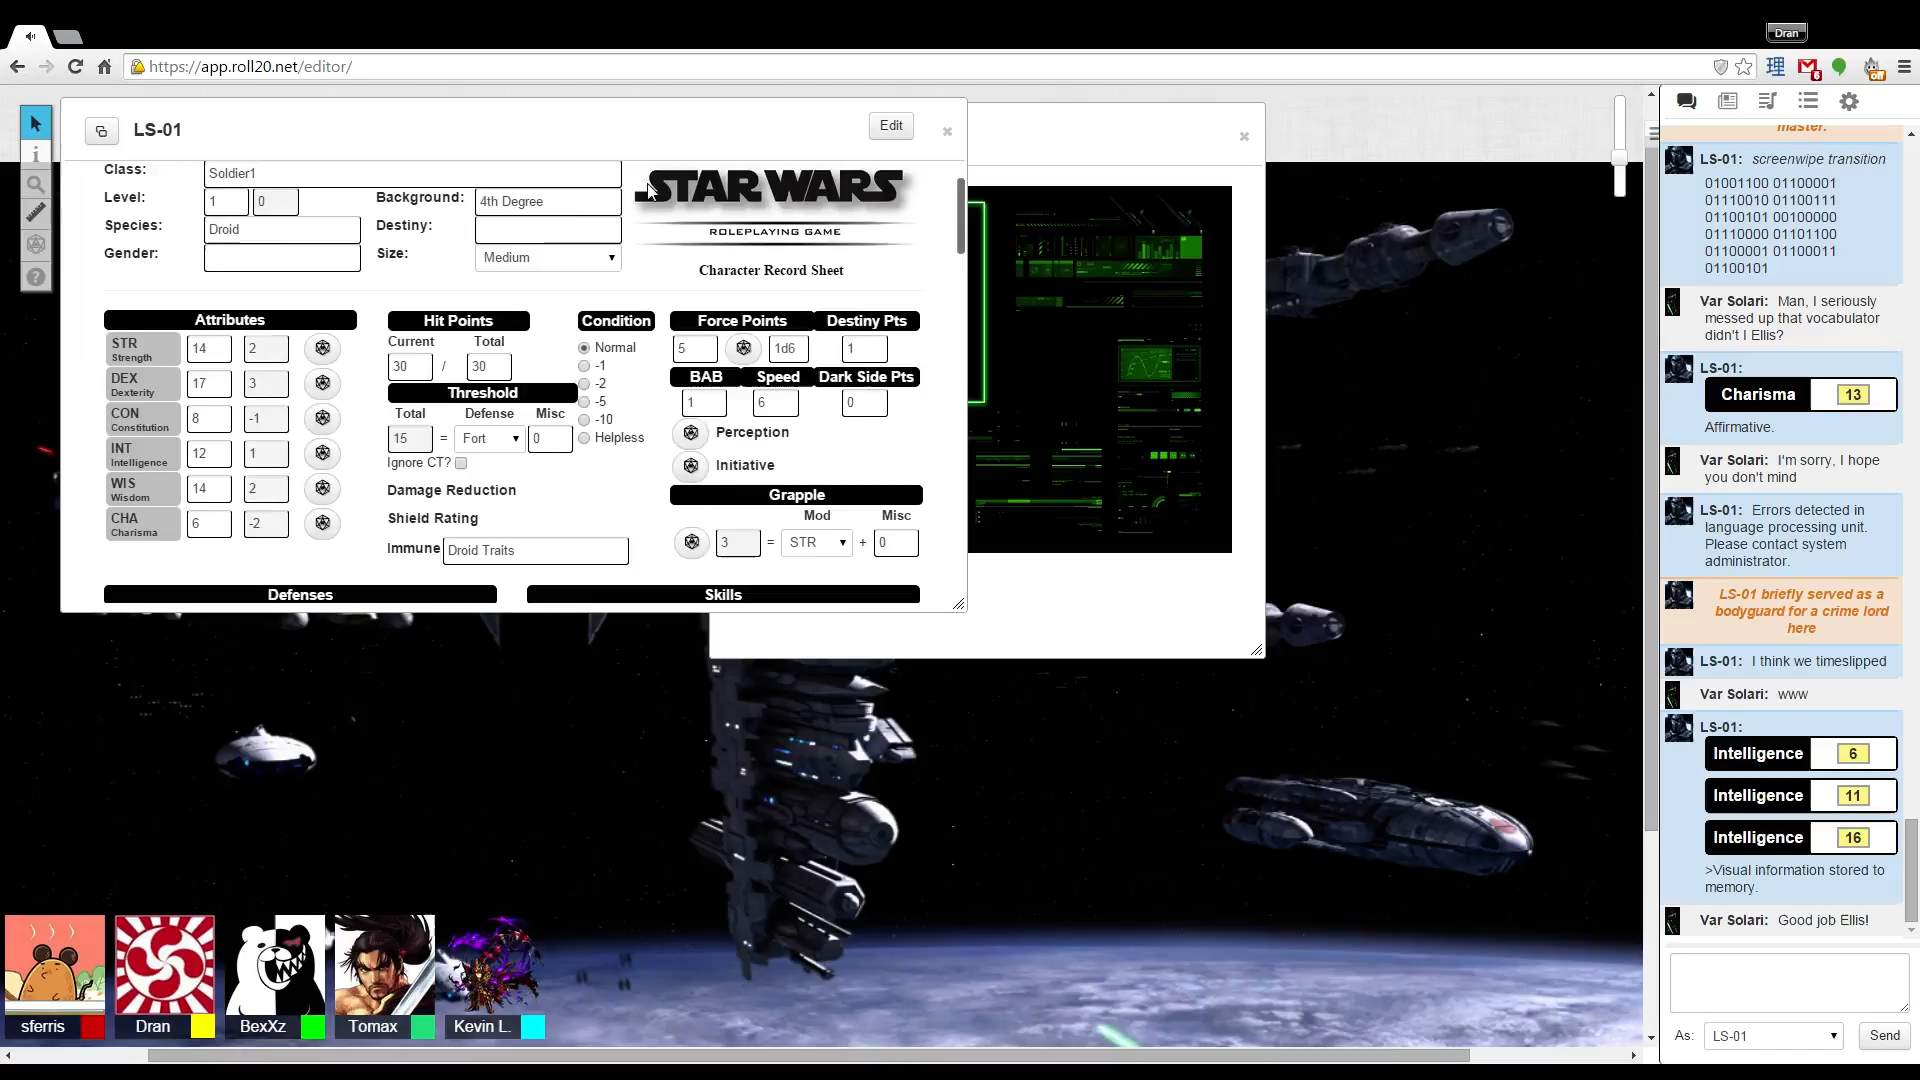 Dran
https://app.roll20.net/editor/
6
off
LS-01
Edit
Class:
Soldier1
Level:
1
0
Background:
4th Degree
Species:
Droid
Destiny:
Gender:
Size:
Medium
STAR WARS
ROLEPLAYING GAME
Character Record Sheet
Attributes
STR
Strength
14
2
DEX
Dexterity
17
3
CON
Constitution
8
-1
INT
Intelligence
12
1
WIS
Wisdom
14
2
CHA
Charisma
6
-2
Hit Points
Current
Total
30
/
30
Threshold
Total
Defense
Misc
15
=
Fort
0
Ignore CT?
Damage Reduction
Shield Rating
Immune
Droid Traits
Condition
Normal
-1
-2
-5
-10
Helpless
Force Points
Destiny Pts
5
1d6
1
BAB
Speed
Dark Side Pts
1
6
0
Perception
Initiative
Grapple
Mod
Misc
3
=
STR
+
0
Defenses
Skills
master.
LS-01: screenwipe transition
01001100 01100001
01110010 01100111
01100101 00100000
01110000 01101100
01100001 01100011
01100101
Var Solari: Man, I seriously
messed up that vocabulator
didn't I Ellis?
LS-01:
Charisma 13
Affirmative.
Var Solari: I'm sorry, I hope
you don't mind
LS-01: Errors detected in
language processing unit.
Please contact system
administrator.
LS-01 briefly served as a
bodyguard for a crime lord
here
LS-01: I think we timeslipped
Var Solari: www
LS-01:
Intelligence 6
Intelligence 11
Intelligence 16
>Visual information stored to
memory.
Var Solari: Good job Ellis!
As:
LS-01
Send
sferris
Dran
BexXz
Tomax
Kevin L.